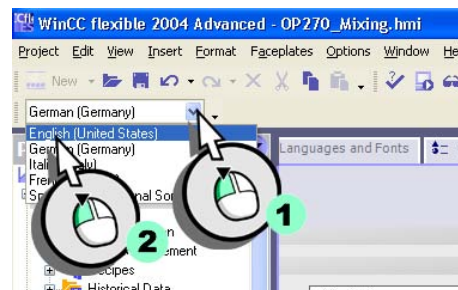 WinCC flexible 2004 Advanced - OP270_Mixing.hmi
Project Edit View Insert Format Faceplates Options Window
New
German (Germany)
English (United States)
German (Germany)
Languages and Fonts
1
2
Recipes
Historical Data